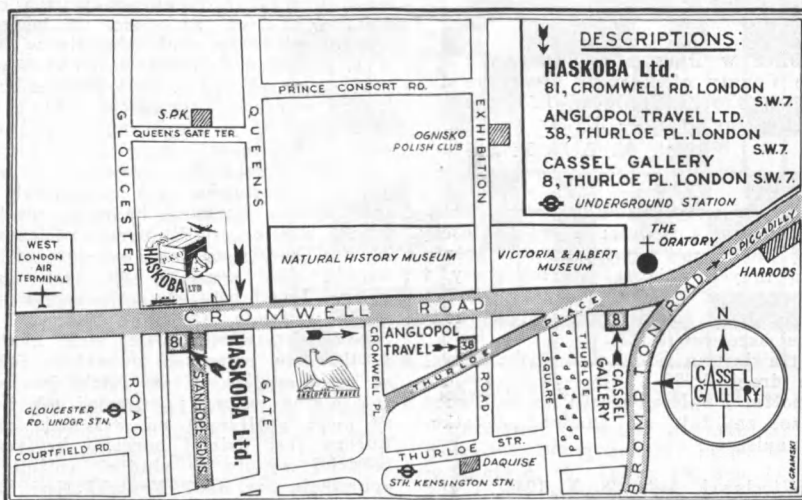 DESCRIPTIONS:
HASKOBA Ltd.
81, CROMWELL RD. LONDON
S.W.7.
ANGLOPOL TRAVEL LTD.
38, THURLOE PL. LONDON
S.W.7.
CASSEL GALLERY
8, THURLOE PL. LONDON S.W.7.
UNDERGROUND STATION
PRINCE CONSORT RD.
S.P.K.
QUEEN'S GATE TER.
GLOUCESTER
QUEEN'S
EXHIBITION
OGNISKO
POLISH CLUB
WEST
LONDON
AIR
TERMINAL
HASKOBA
LTD
NATURAL HISTORY MUSEUM
VICTORIA & ALBERT
MUSEUM
THE
ORATORY
TO PICCADILLY
HARRODS
CROMWELL ROAD
81
STANHOPE GDNS.
HASKOBA Ltd.
GATE
ANGLOPOL TRAVEL
CROMWELL PL.
ANGLOPOL
TRAVEL
38
THURLOE PLACE
ROAD
SQUARE
THURLOE
8
CASSEL
GALLERY
BROMPTON ROAD
N
CASSEL
GALLERY
ROAD
GLOUCESTER
RD. UNDGR. STN.
COURTFIELD RD.
THURLOE STR.
DAQUISE
STH. KENSINGTON STN.